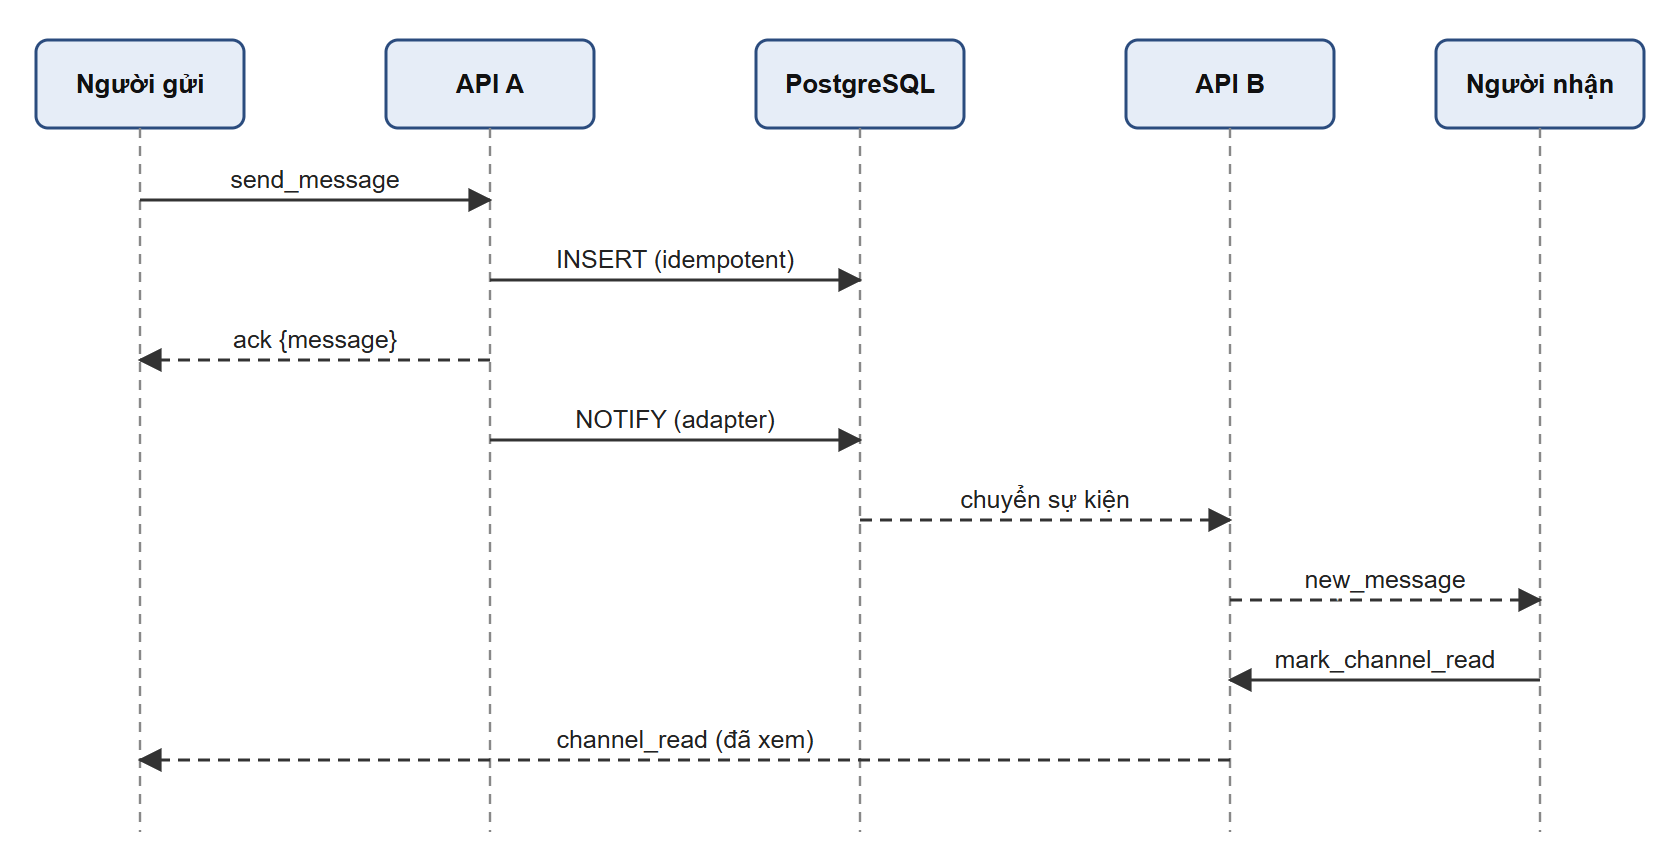 Người gửi
API A
PostgreSQL
API B
Người nhận
send_message
INSERT (idempotent)
ack {message}
NOTIFY (adapter)
chuyển sự kiện
new_message
mark_channel_read
channel_read (đã xem)